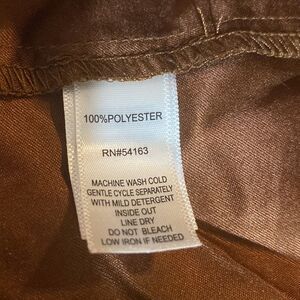 100%POLYESTER
RN#54163
MACHINE WASH COLD
GENTLE CYCLE SEPARATELY
WITH MILD DETERGENT
INSIDE OUT
LINE DRY
DO NOT BLEACH
LOW IRON IF NEEDED